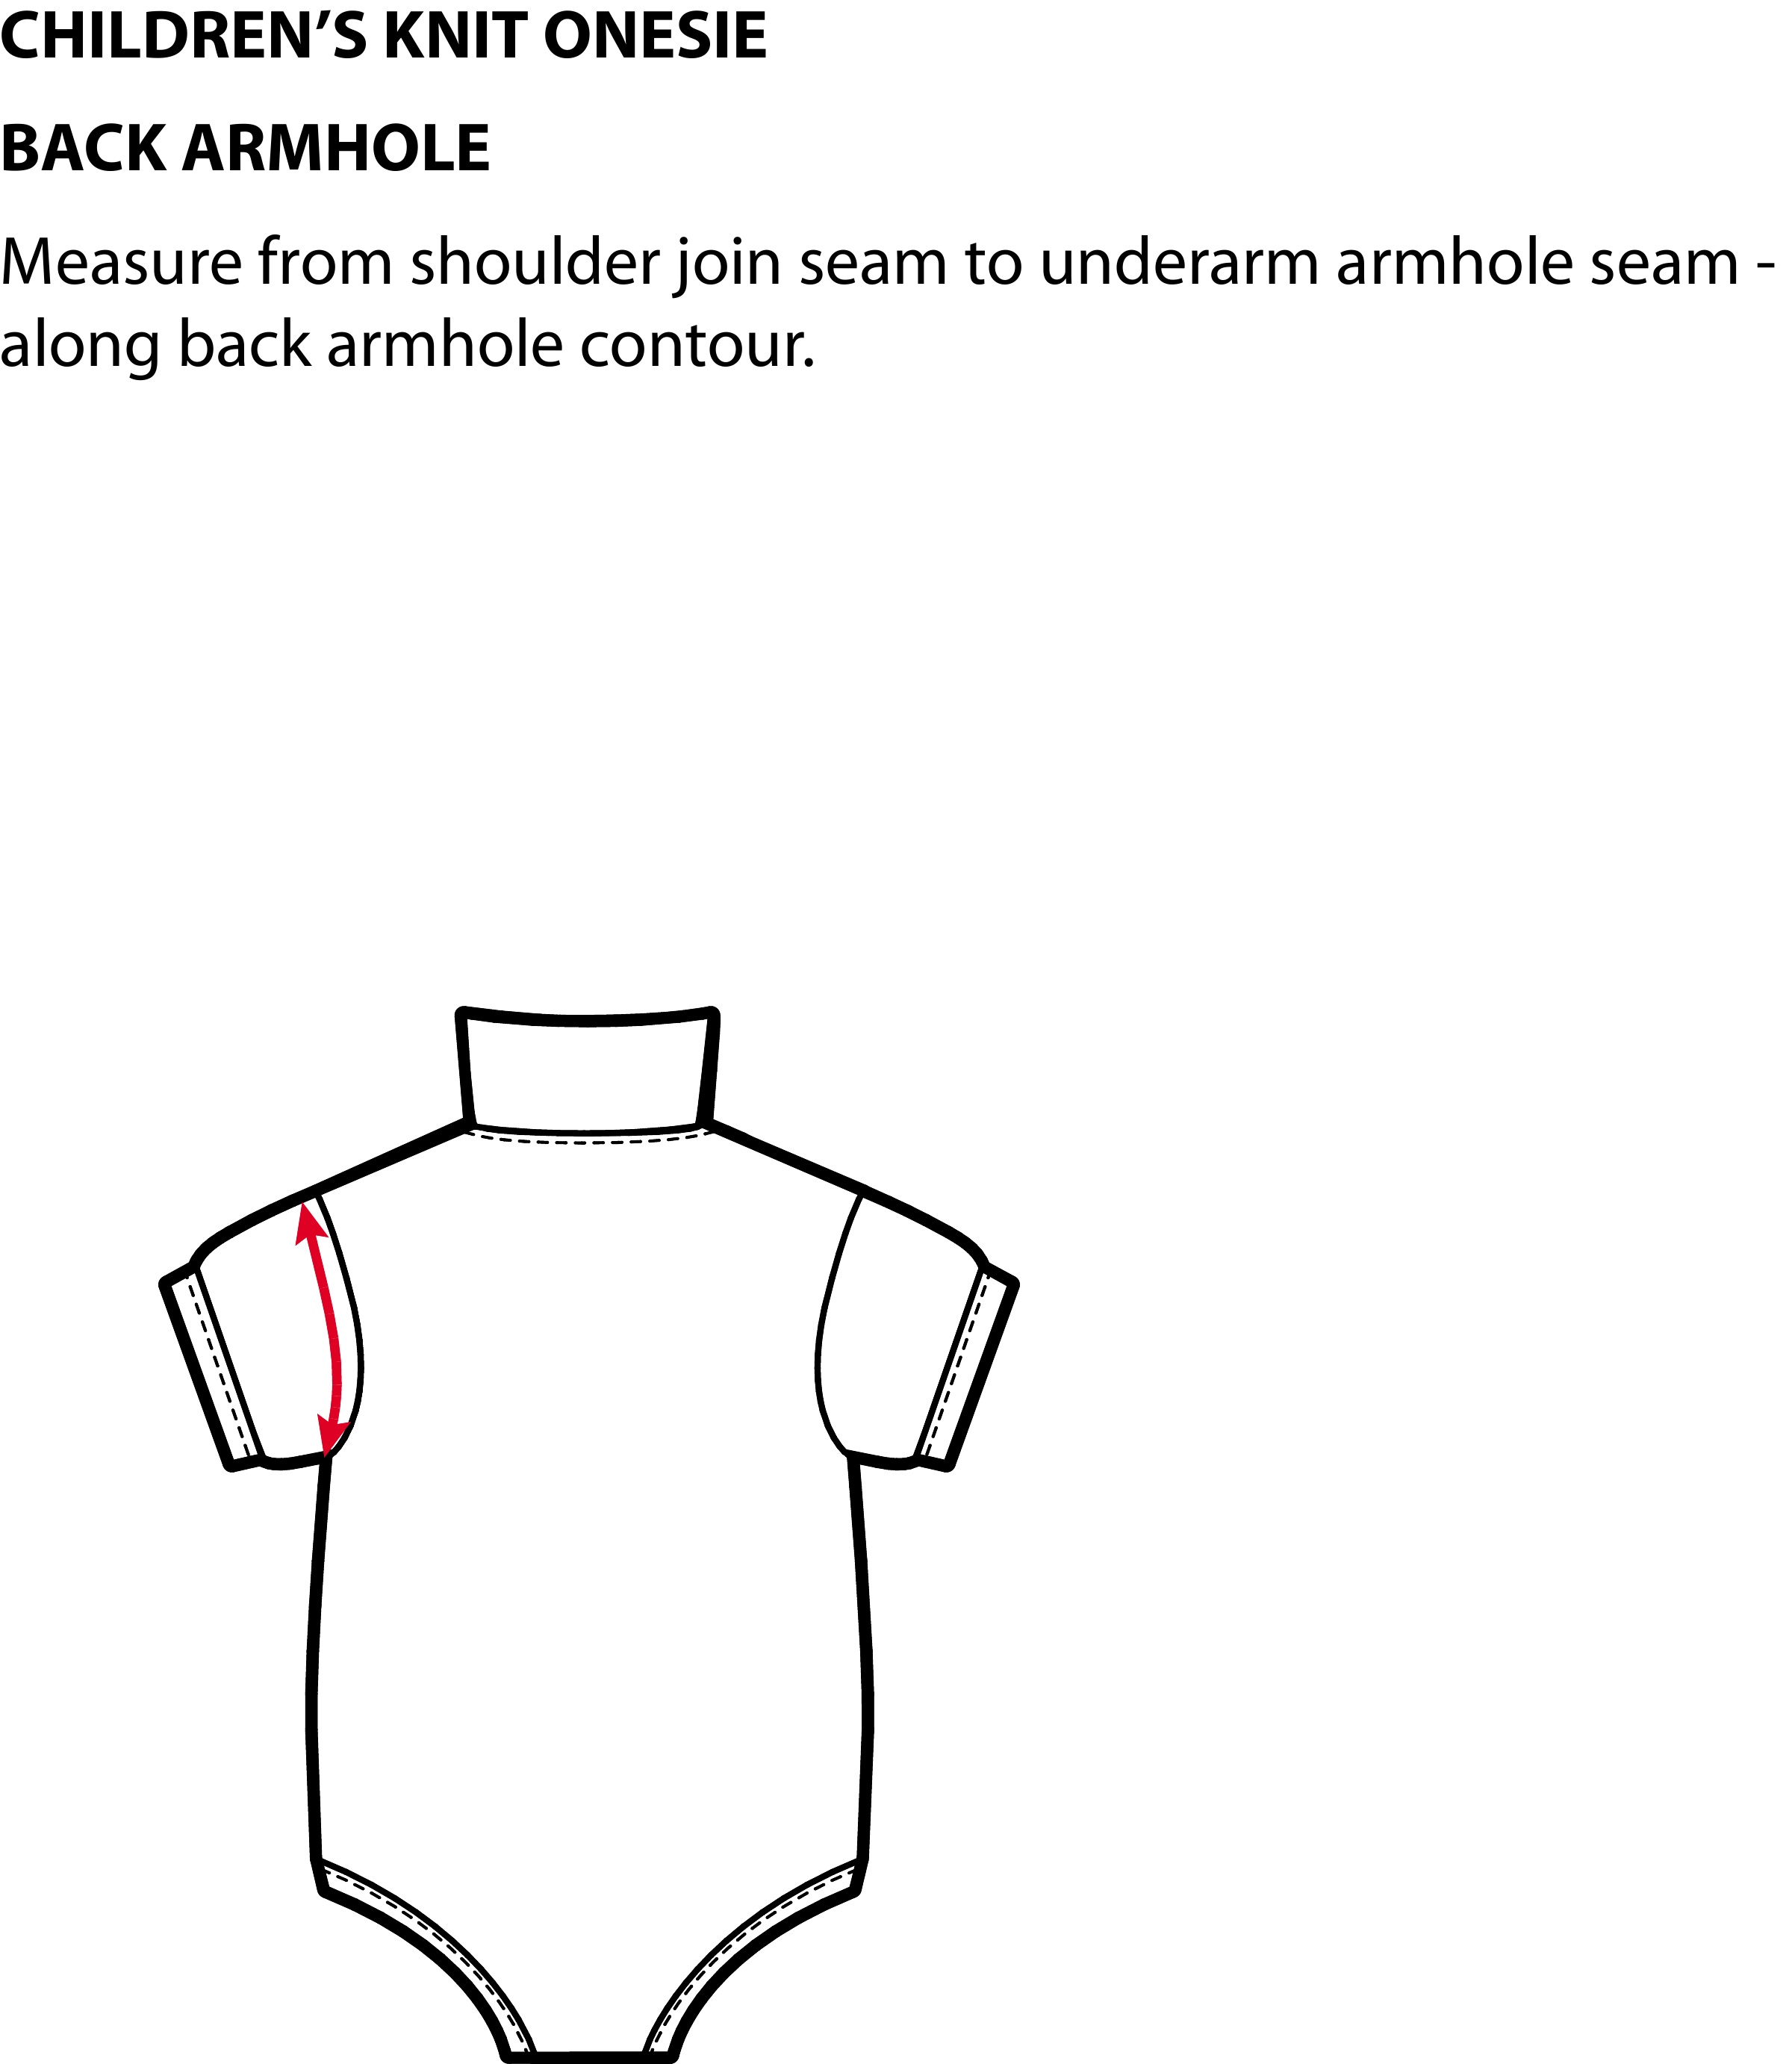 CHILDREN’S KNIT ONESIE
BACK ARMHOLE
Measure from shoulder join seam to underarm armhole seam -
along back armhole contour.